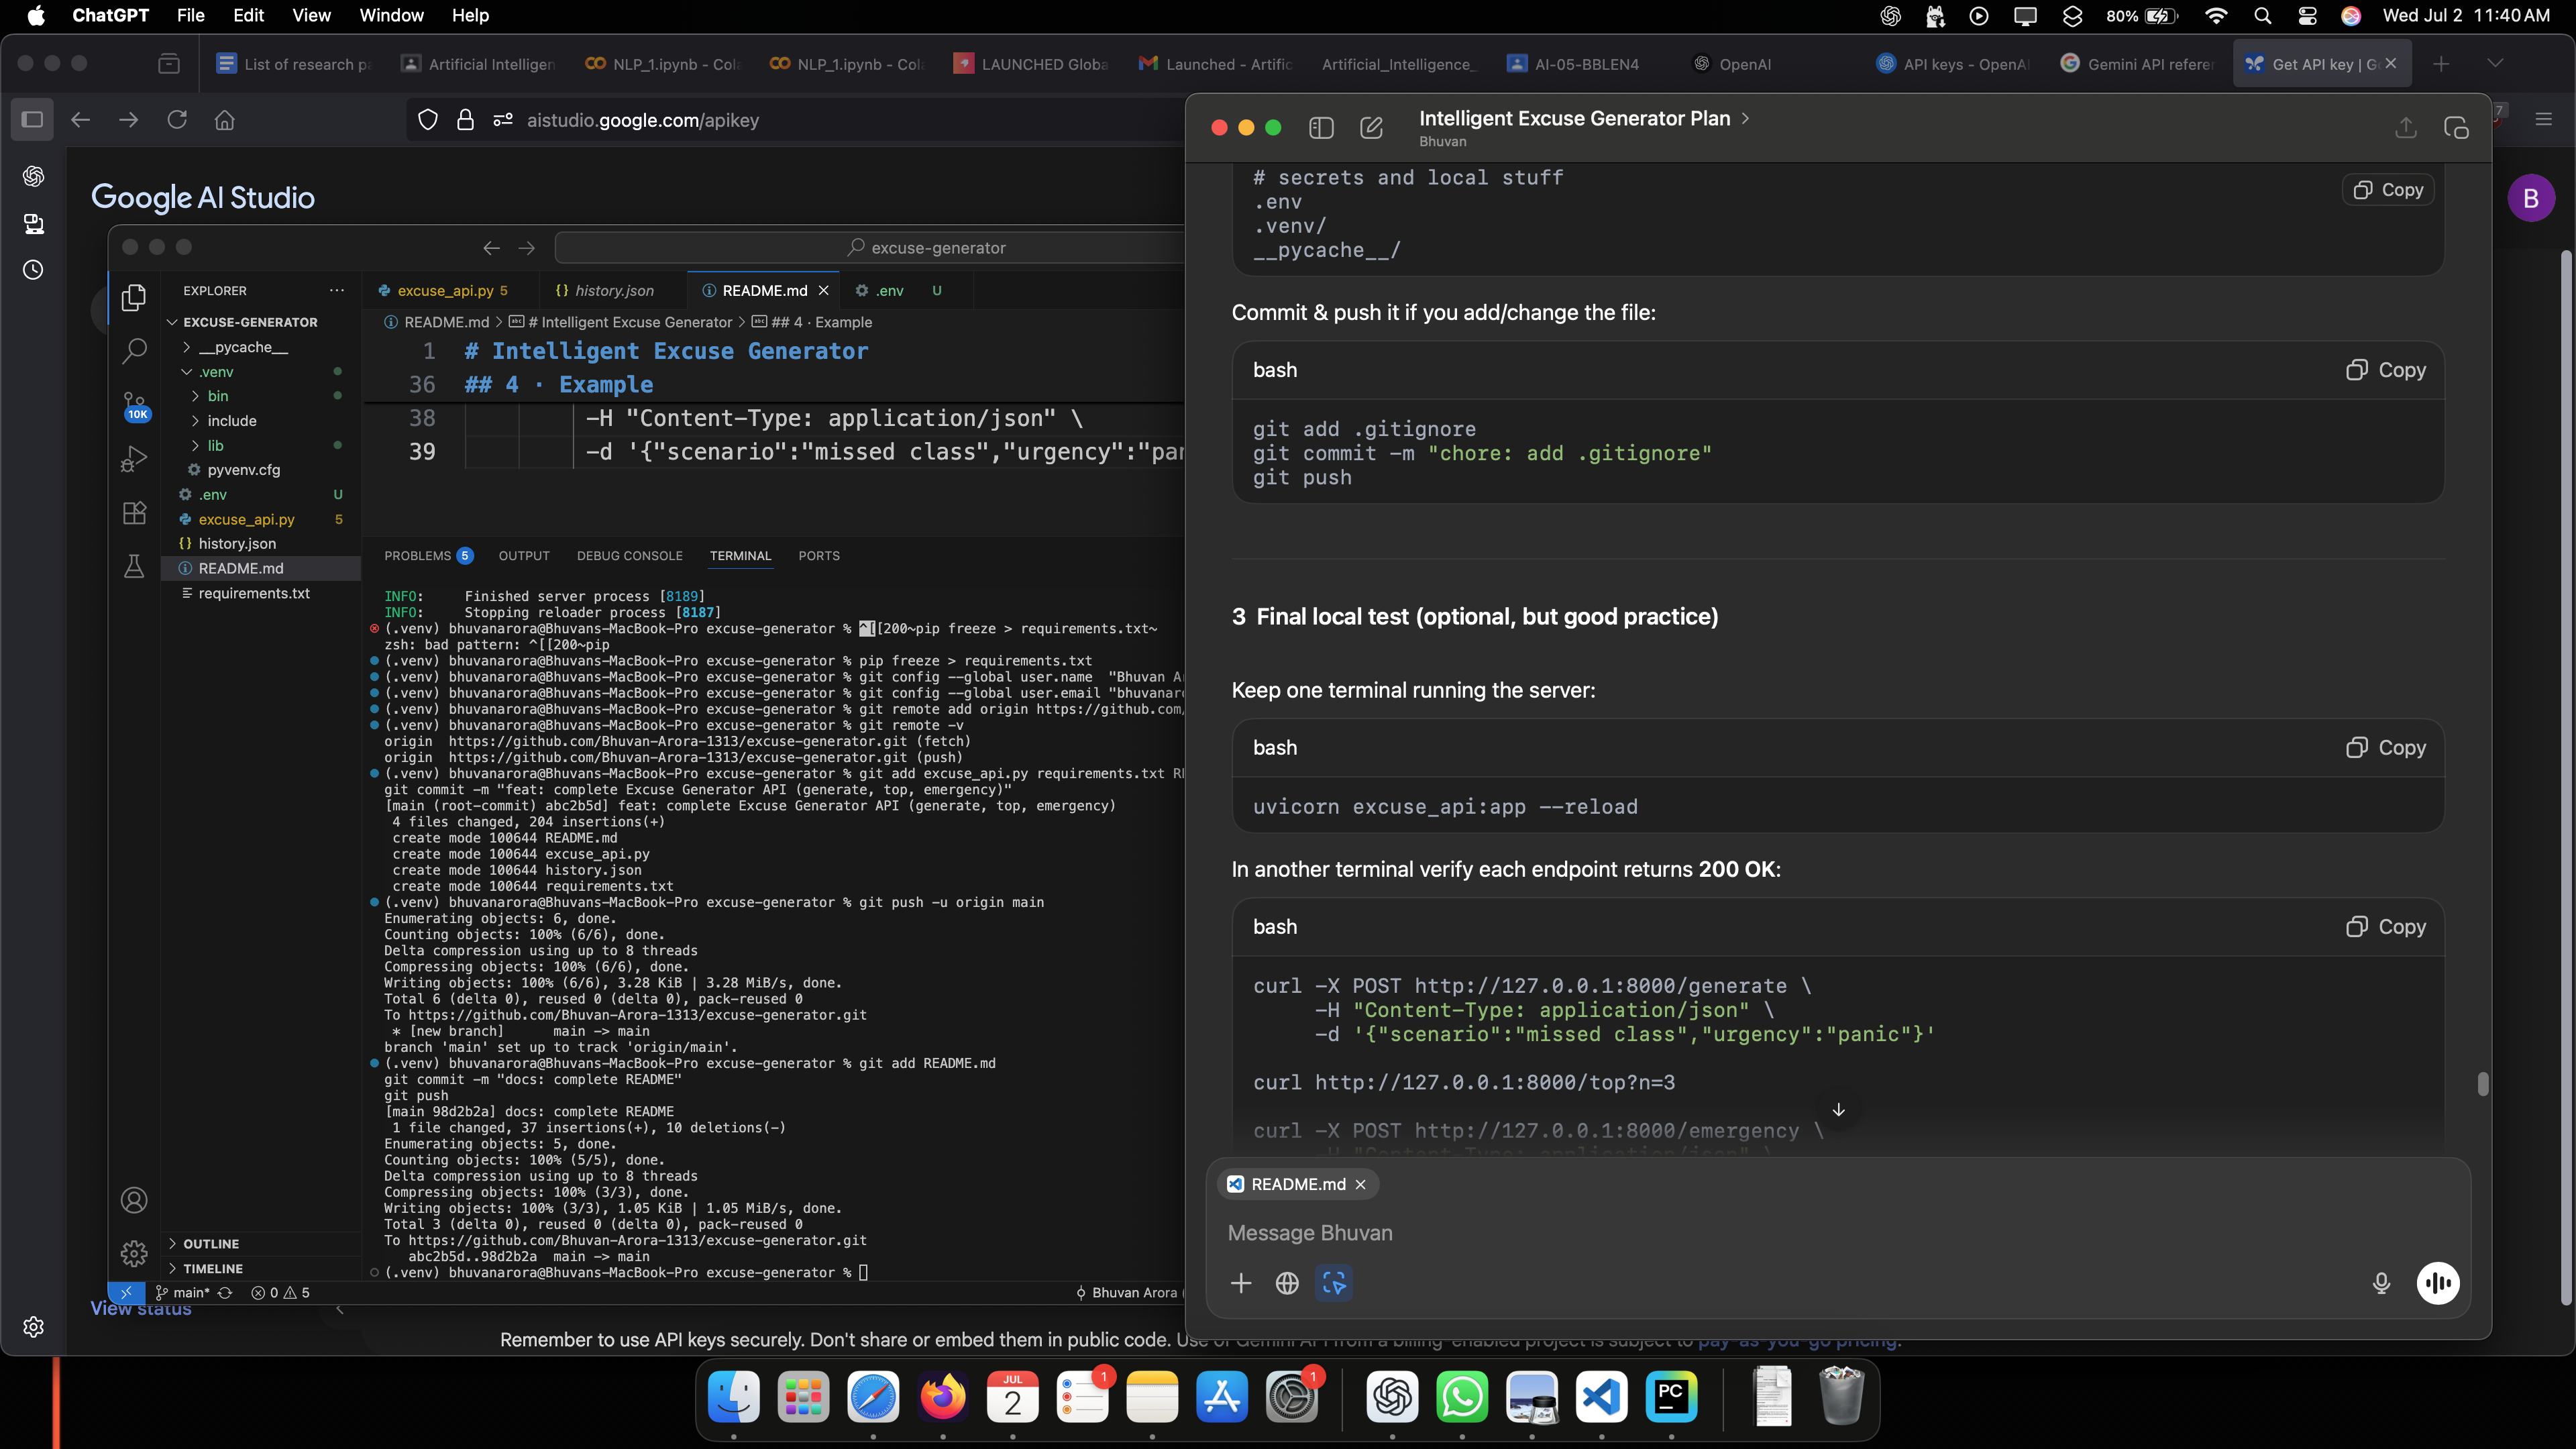 ChatGPT File Edit View Window Help
80% Wed Jul 2 11:40 AM
List of research pa
Artificial Intelligen
NLP_1.ipynb - Cola
NLP_1.ipynb - Cola
LAUNCHED Globa
Launched - Artific
Artificial_Intelligence_
AI-05-BBLEN4
OpenAI
API keys - OpenAI
Gemini API referen
Get API key | G
aistudio.google.com/apikey
7
Google AI Studio
B
excuse-generator
EXPLORER
EXCUSE-GENERATOR
__pycache__
.venv
bin
include
lib
pyvenv.cfg
.env U
excuse_api.py 5
history.json
README.md
requirements.txt
10K
OUTLINE
TIMELINE
excuse_api.py 5
history.json
README.md
.env U
README.md > # Intelligent Excuse Generator > ## 4 · Example
1 # Intelligent Excuse Generator
36 ## 4 · Example
38 -H "Content-Type: application/json" \
39 -d '{"scenario":"missed class","urgency":"pan
PROBLEMS 5 OUTPUT DEBUG CONSOLE TERMINAL PORTS
INFO: Finished server process [8189]
INFO: Stopping reloader process [8187]
(.venv) bhuvanarora@Bhuvans-MacBook-Pro excuse-generator % ^[[200~pip freeze > requirements.txt~
zsh: bad pattern: ^[[200~pip
(.venv) bhuvanarora@Bhuvans-MacBook-Pro excuse-generator % pip freeze > requirements.txt
(.venv) bhuvanarora@Bhuvans-MacBook-Pro excuse-generator % git config --global user.name "Bhuvan A
(.venv) bhuvanarora@Bhuvans-MacBook-Pro excuse-generator % git config --global user.email "bhuvanaro
(.venv) bhuvanarora@Bhuvans-MacBook-Pro excuse-generator % git remote add origin https://github.com/
(.venv) bhuvanarora@Bhuvans-MacBook-Pro excuse-generator % git remote -v
origin https://github.com/Bhuvan-Arora-1313/excuse-generator.git (fetch)
origin https://github.com/Bhuvan-Arora-1313/excuse-generator.git (push)
(.venv) bhuvanarora@Bhuvans-MacBook-Pro excuse-generator % git add excuse_api.py requirements.txt RE
git commit -m "feat: complete Excuse Generator API (generate, top, emergency)"
[main (root-commit) abc2b5d] feat: complete Excuse Generator API (generate, top, emergency)
4 files changed, 204 insertions(+)
create mode 100644 README.md
create mode 100644 excuse_api.py
create mode 100644 history.json
create mode 100644 requirements.txt
(.venv) bhuvanarora@Bhuvans-MacBook-Pro excuse-generator % git push -u origin main
Enumerating objects: 6, done.
Counting objects: 100% (6/6), done.
Delta compression using up to 8 threads
Compressing objects: 100% (6/6), done.
Writing objects: 100% (6/6), 3.28 KiB | 3.28 MiB/s, done.
Total 6 (delta 0), reused 0 (delta 0), pack-reused 0
To https://github.com/Bhuvan-Arora-1313/excuse-generator.git
* [new branch] main -> main
branch 'main' set up to track 'origin/main'.
(.venv) bhuvanarora@Bhuvans-MacBook-Pro excuse-generator % git add README.md
git commit -m "docs: complete README"
git push
[main 98d2b2a] docs: complete README
1 file changed, 37 insertions(+), 10 deletions(-)
Enumerating objects: 5, done.
Counting objects: 100% (5/5), done.
Delta compression using up to 8 threads
Compressing objects: 100% (3/3), done.
Writing objects: 100% (3/3), 1.05 KiB | 1.05 MiB/s, done.
Total 3 (delta 0), reused 0 (delta 0), pack-reused 0
To https://github.com/Bhuvan-Arora-1313/excuse-generator.git
abc2b5d..98d2b2a main -> main
(.venv) bhuvanarora@Bhuvans-MacBook-Pro excuse-generator %
main* 0 5 Bhuvan Arora (
View status
Remember to use API keys securely. Don't share or embed them in public code. Use of Gemini API from a billing-enabled project is subject to pay-as-you-go pricing.
Intelligent Excuse Generator Plan >
Bhuvan
# secrets and local stuff
Copy
.env
.venv/
__pycache__/
Commit & push it if you add/change the file:
bash Copy
git add .gitignore
git commit -m "chore: add .gitignore"
git push
3 Final local test (optional, but good practice)
Keep one terminal running the server:
bash Copy
uvicorn excuse_api:app --reload
In another terminal verify each endpoint returns 200 OK:
bash Copy
curl -X POST http://127.0.0.1:8000/generate \
-H "Content-Type: application/json" \
-d '{"scenario":"missed class","urgency":"panic"}'
curl http://127.0.0.1:8000/top?n=3
curl -X POST http://127.0.0.1:8000/emergency \
-H "Content-Type: application/json" \
README.md
Message Bhuvan
JUL
2
1
1
PC